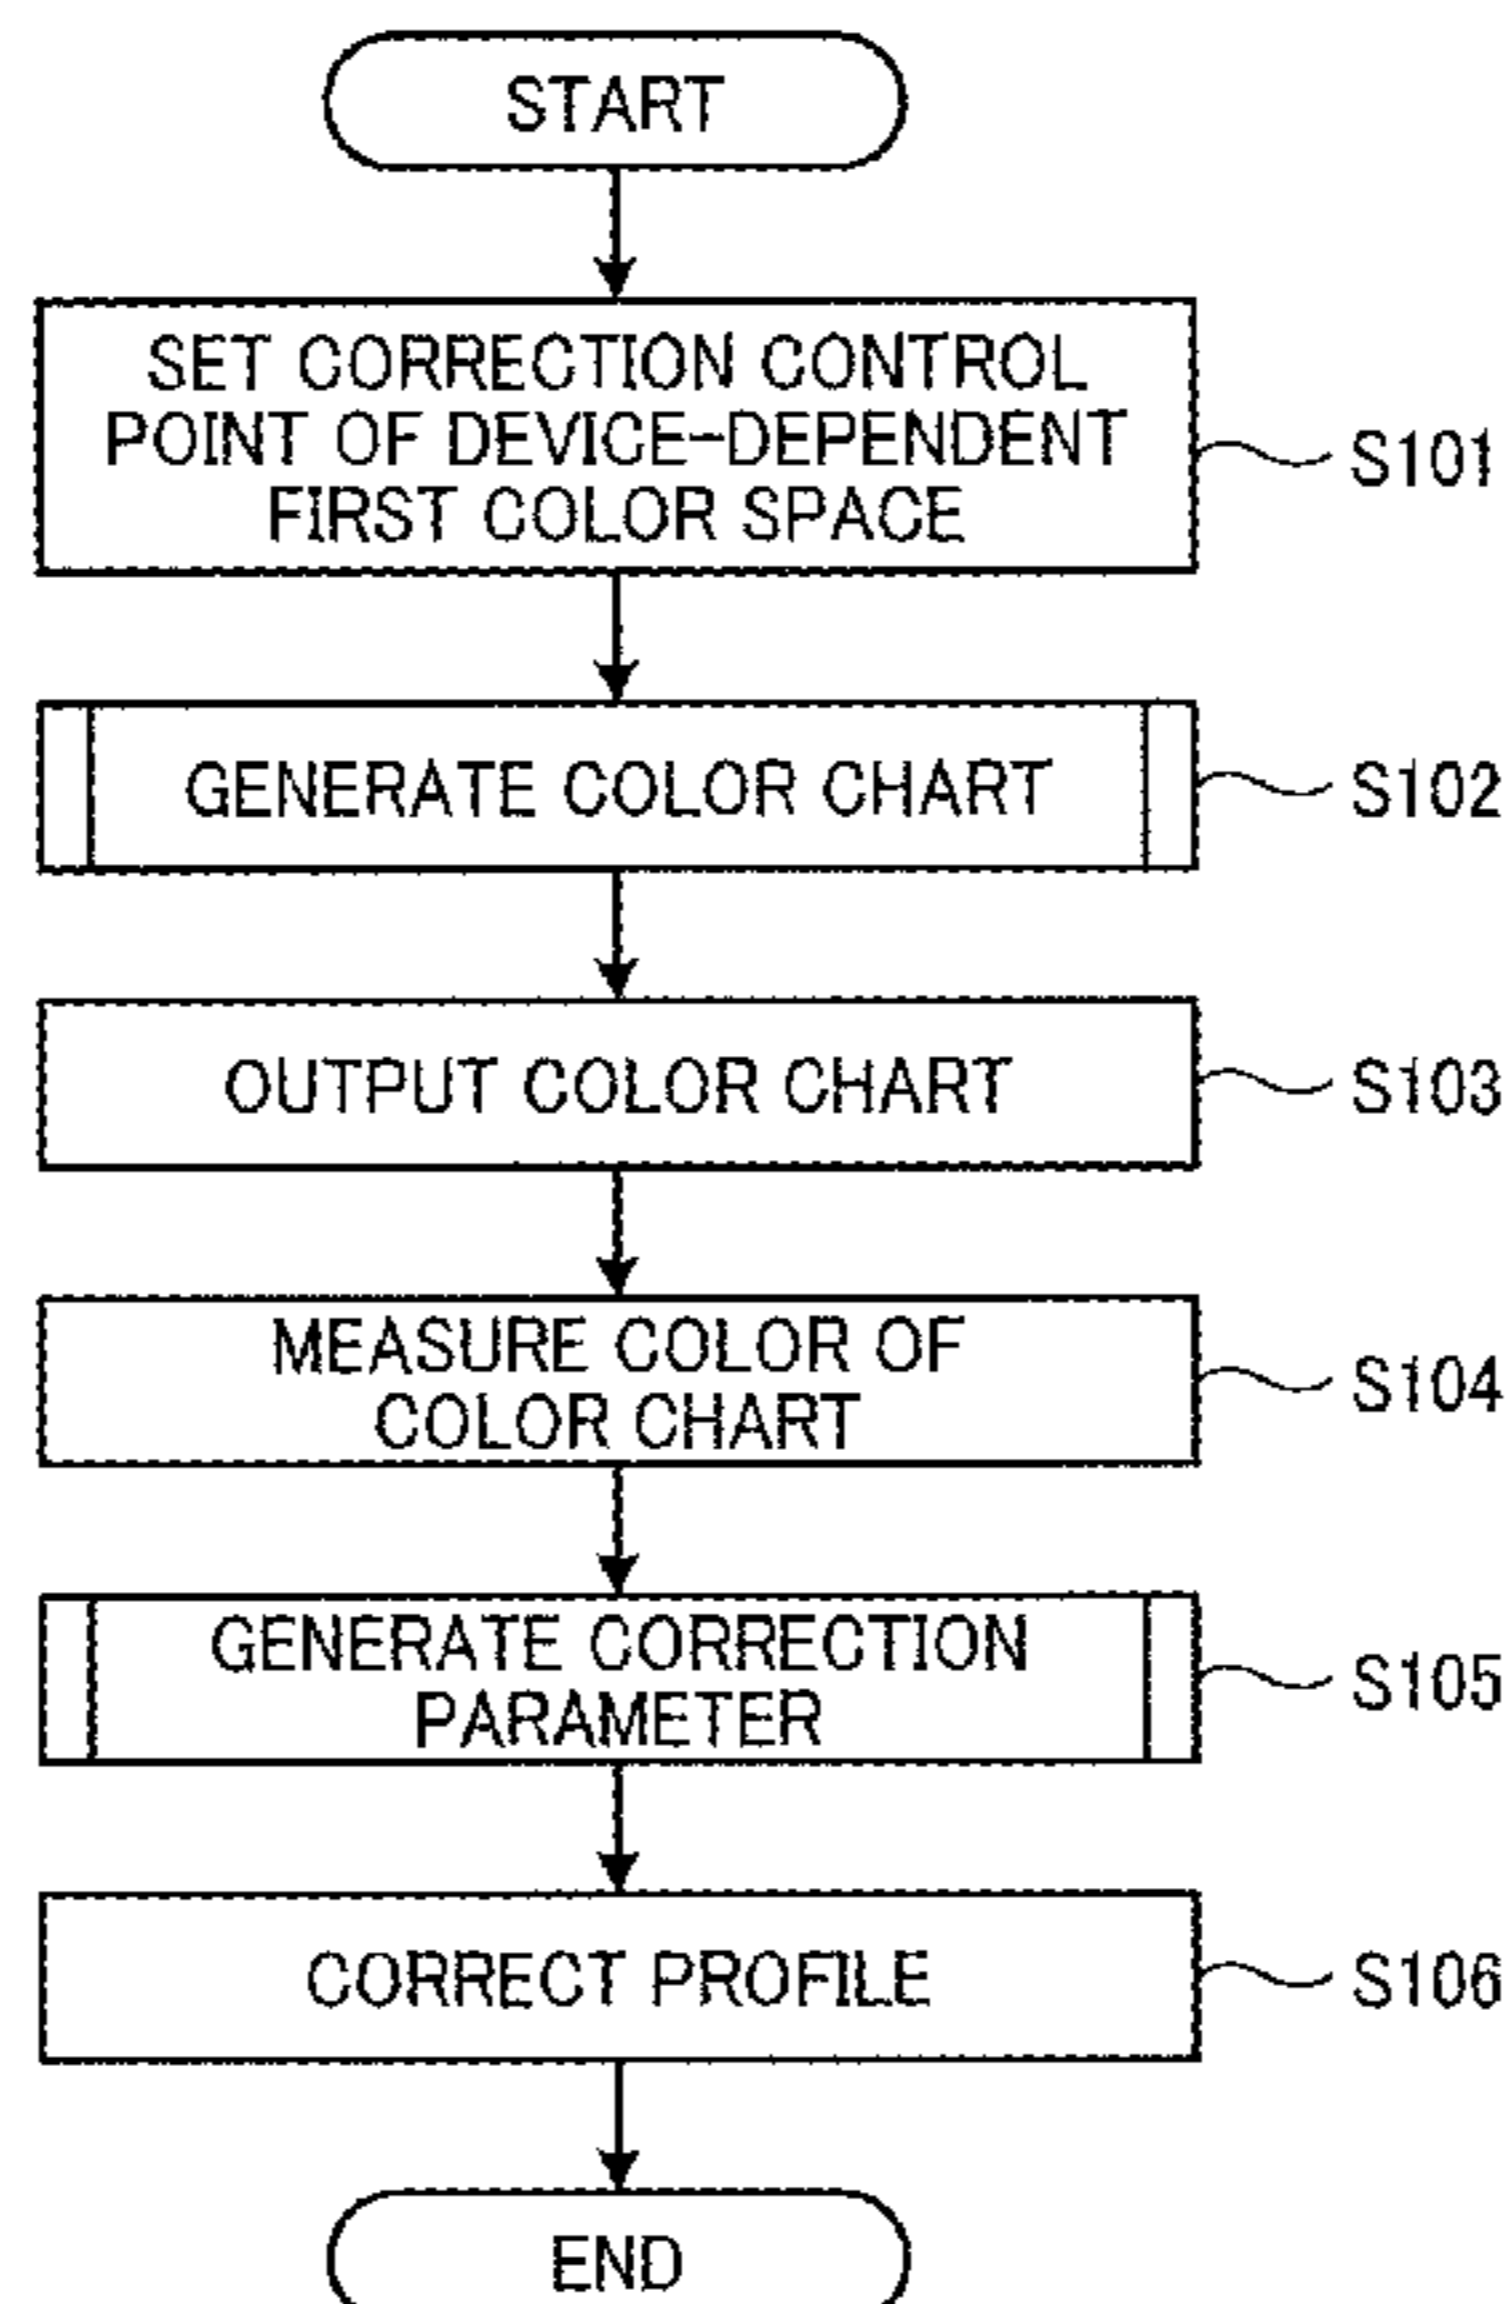 START
SET CORRECTION CONTROL
POINT OF DEVICE-DEPENDENT
FIRST COLOR SPACE
S101
GENERATE COLOR CHART
S102
OUTPUT COLOR CHART
S103
MEASURE COLOR OF
COLOR CHART
S104
GENERATE CORRECTION
PARAMETER
S105
CORRECT PROFILE
S106
END